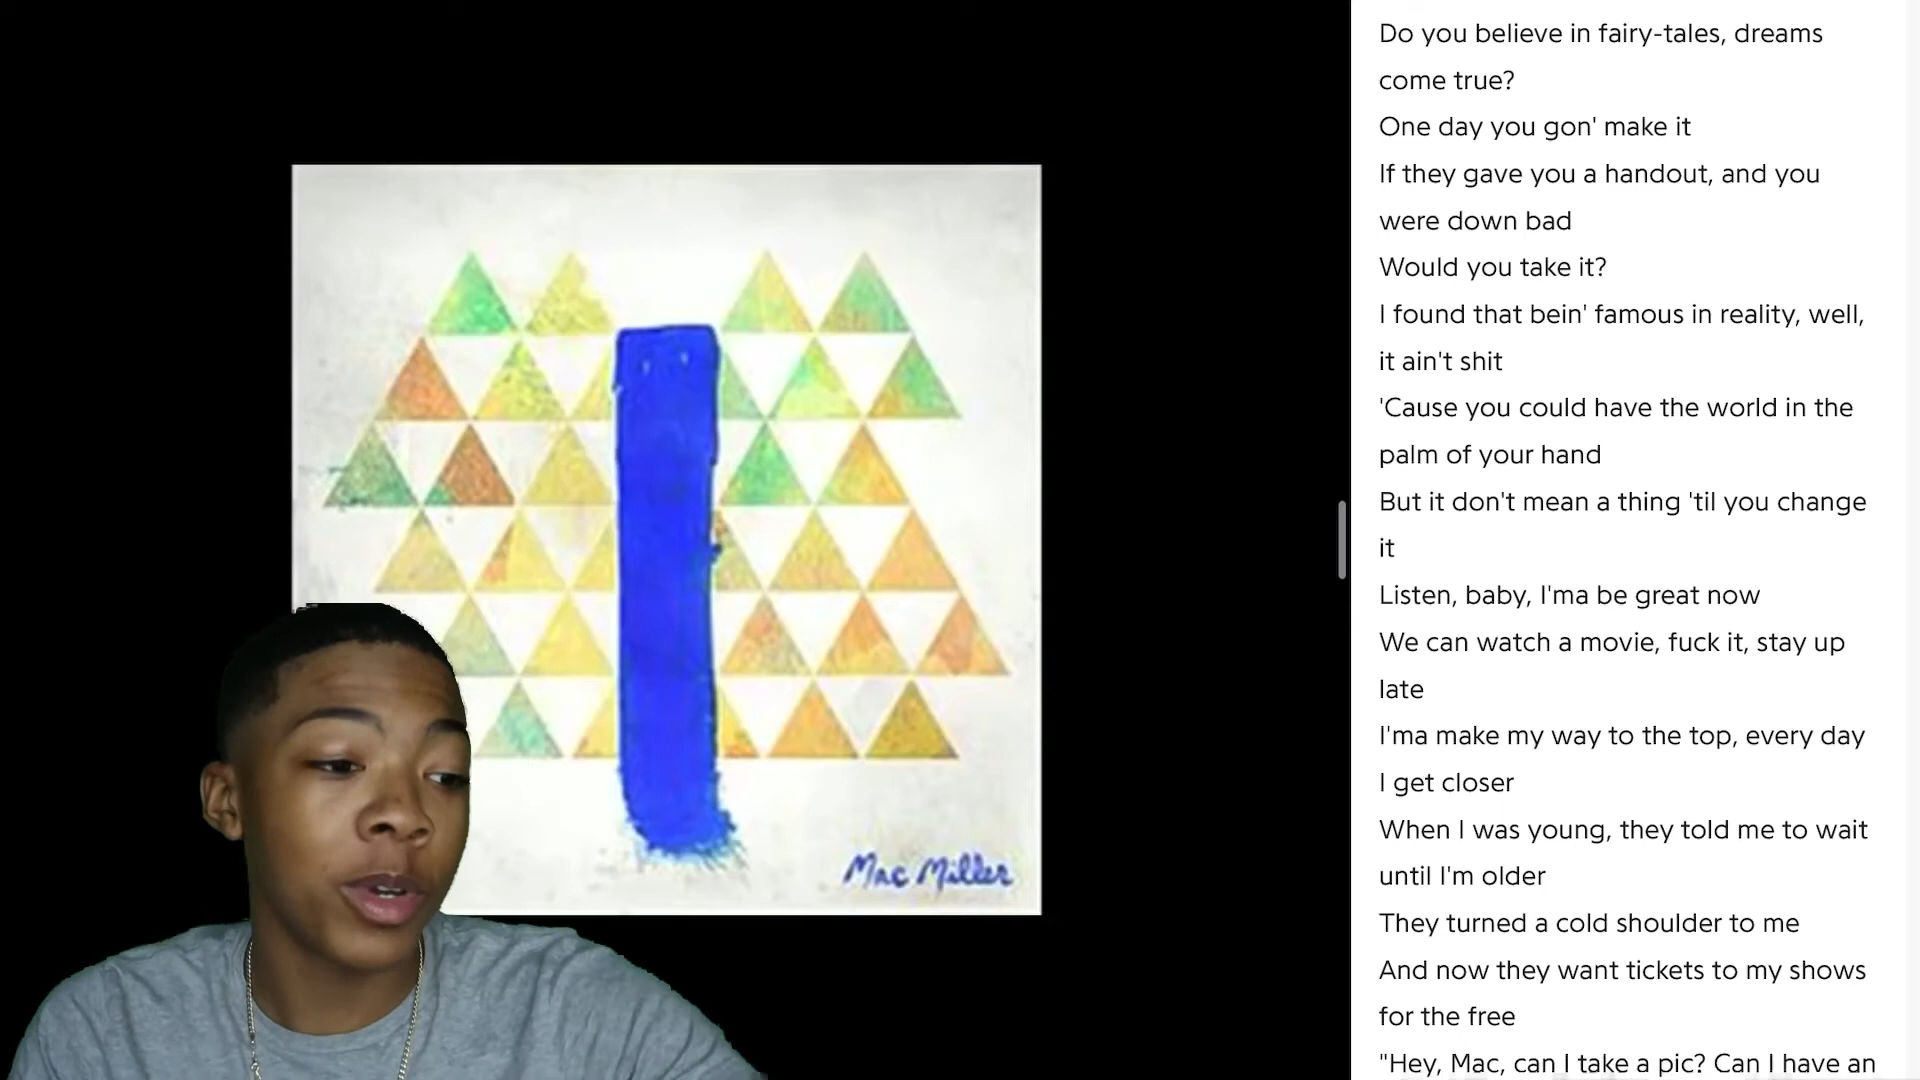 Do you believe in fairy-tales, dreams
come true?
One day you gon' make it
If they gave you a handout, and you
were down bad
Would you take it?
I found that bein' famous in reality, well,
it ain't shit
'Cause you could have the world in the
palm of your hand
But it don't mean a thing 'til you change
it
Listen, baby, I'ma be great now
We can watch a movie, fuck it, stay up
late
I'ma make my way to the top, every day
I get closer
When I was young, they told me to wait
until I'm older
They turned a cold shoulder to me
And now they want tickets to my shows
for the free
"Hey, Mac, can I take a pic? Can I have an
Mac Miller